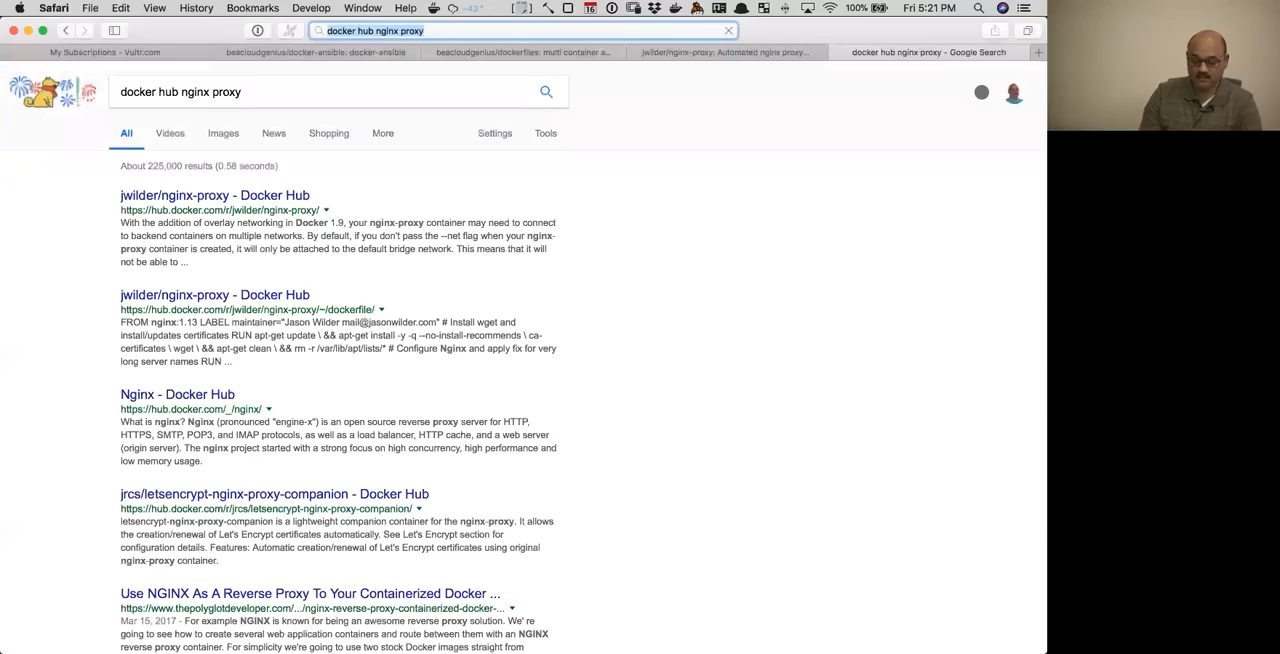 Safari File Edit View History Bookmarks Develop Window Help -42° 16 100% Fri 5:21 PM
docker hub nginx proxy
My Subscriptions - Vultr.com beacloudgenius/docker-ansible: docker-ansible beacloudgenius/dockerfiles: multi container a... jwilder/nginx-proxy: Automated nginx proxy... docker hub nginx proxy - Google Search
docker hub nginx proxy
All Videos Images News Shopping More Settings Tools
About 225,000 results (0.58 seconds)
jwilder/nginx-proxy - Docker Hub
https://hub.docker.com/r/jwilder/nginx-proxy/
With the addition of overlay networking in Docker 1.9, your nginx-proxy container may need to connect
to backend containers on multiple networks. By default, if you don't pass the --net flag when your nginx-
proxy container is created, it will only be attached to the default bridge network. This means that it will
not be able to ...
jwilder/nginx-proxy - Docker Hub
https://hub.docker.com/r/jwilder/nginx-proxy/~/dockerfile/
FROM nginx:1.13 LABEL maintainer="Jason Wilder mail@jasonwilder.com" # Install wget and
install/updates certificates RUN apt-get update \ && apt-get install -y -q --no-install-recommends \ ca-
certificates \ wget \ && apt-get clean \ && rm -r /var/lib/apt/lists/* # Configure Nginx and apply fix for very
long server names RUN ...
Nginx - Docker Hub
https://hub.docker.com/_/nginx/
What is nginx? Nginx (pronounced "engine-x") is an open source reverse proxy server for HTTP,
HTTPS, SMTP, POP3, and IMAP protocols, as well as a load balancer, HTTP cache, and a web server
(origin server). The nginx project started with a strong focus on high concurrency, high performance and
low memory usage.
jrcs/letsencrypt-nginx-proxy-companion - Docker Hub
https://hub.docker.com/r/jrcs/letsencrypt-nginx-proxy-companion/
letsencrypt-nginx-proxy-companion is a lightweight companion container for the nginx-proxy. It allows
the creation/renewal of Let's Encrypt certificates automatically. See Let's Encrypt section for
configuration details. Features: Automatic creation/renewal of Let's Encrypt certificates using original
nginx-proxy container.
Use NGINX As A Reverse Proxy To Your Containerized Docker ...
https://www.thepolyglotdeveloper.com/.../nginx-reverse-proxy-containerized-docker-...
Mar 15, 2017 - For example NGINX is known for being an awesome reverse proxy solution. We' re
going to see how to create several web application containers and route between them with an NGINX
reverse proxy container. For simplicity we're going to use two stock Docker images straight from